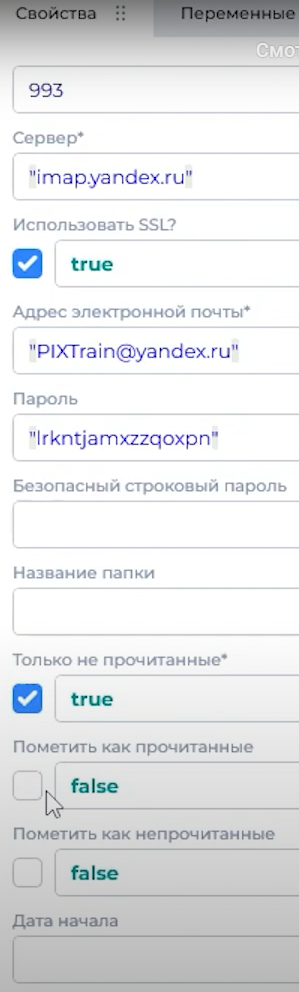 Свойства
Переменные
Смот
993
Сервер*
"imap.yandex.ru"
Использовать SSL?
true
Адрес электронной почты*
"PIXTrain@yandex.ru"
Пароль
"lrkntjamxzzqoxpn"
Безопасный строковый пароль
Название папки
Только не прочитанные*
true
Пометить как прочитанные
false
Пометить как непрочитанные
false
Дата начала